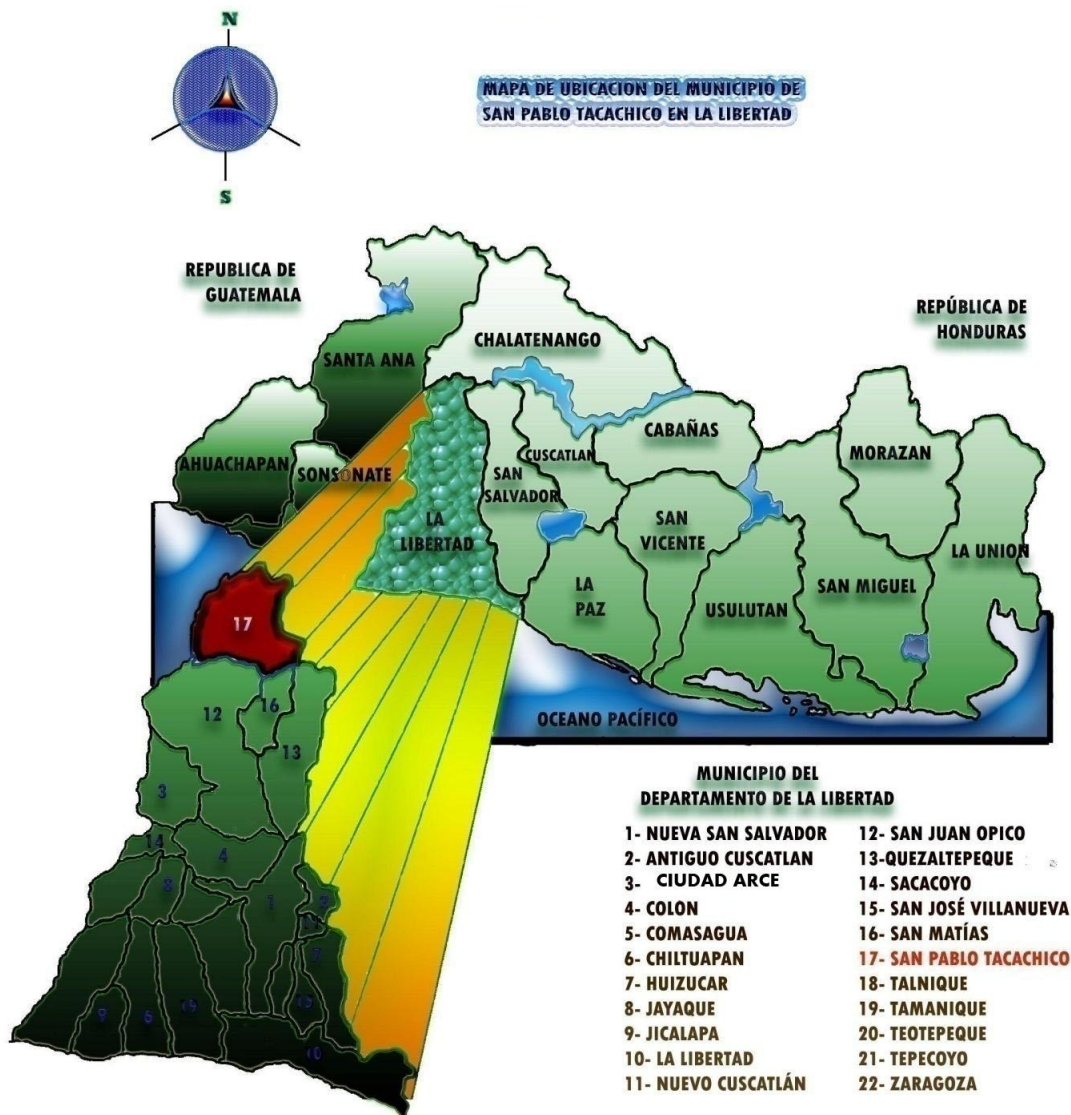 N
S
MAPA DE UBICACION DEL MUNICIPIO DE
SAN PABLO TACACHICO EN LA LIBERTAD
REPUBLICA DE
GUATEMALA
REPÚBLICA DE
HONDURAS
CHALATENANGO
SANTA ANA
CABAÑAS
MORAZAN
CUSCATLAN
AHUACHAPAN
SONSONATE
SAN
SALVADOR
LA
LIBERTAD
SAN
VICENTE
LA UNION
SAN MIGUEL
LA
PAZ
USULUTAN
OCEANO PACÍFICO
17
12
16
13
3
14
4
1
9
6
19
10
MUNICIPIO DEL
DEPARTAMENTO DE LA LIBERTAD
1- NUEVA SAN SALVADOR
2- ANTIGUO CUSCATLAN
3- CIUDAD ARCE
4- COLON
5- COMASAGUA
6- CHILTUAPAN
7- HUIZUCAR
8- JAYAQUE
9- JICALAPA
10- LA LIBERTAD
11- NUEVO CUSCATLÁN
12- SAN JUAN OPICO
13-QUEZALTEPEQUE
14- SACACOYO
15- SAN JOSÉ VILLANUEVA
16- SAN MATÍAS
17- SAN PABLO TACACHICO
18- TALNIQUE
19- TAMANIQUE
20- TEOTEPEQUE
21- TEPECOYO
22- ZARAGOZA